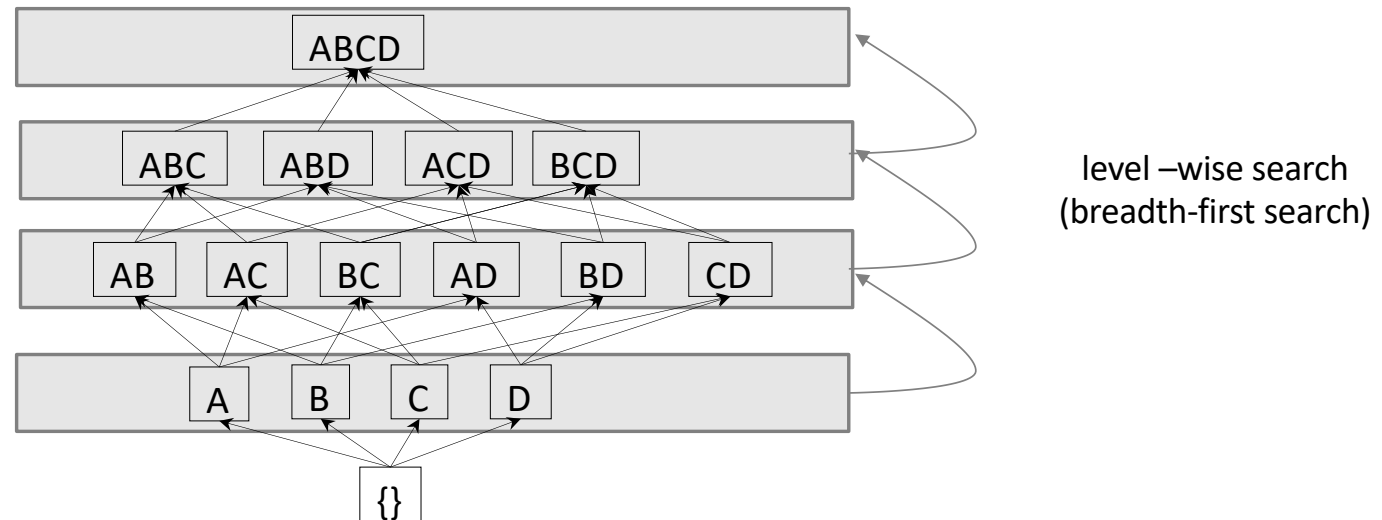 ABCD
ABC ABD ACD BCD
level –wise search
(breadth-first search)
AB AC BC AD BD CD
A B C D
{}